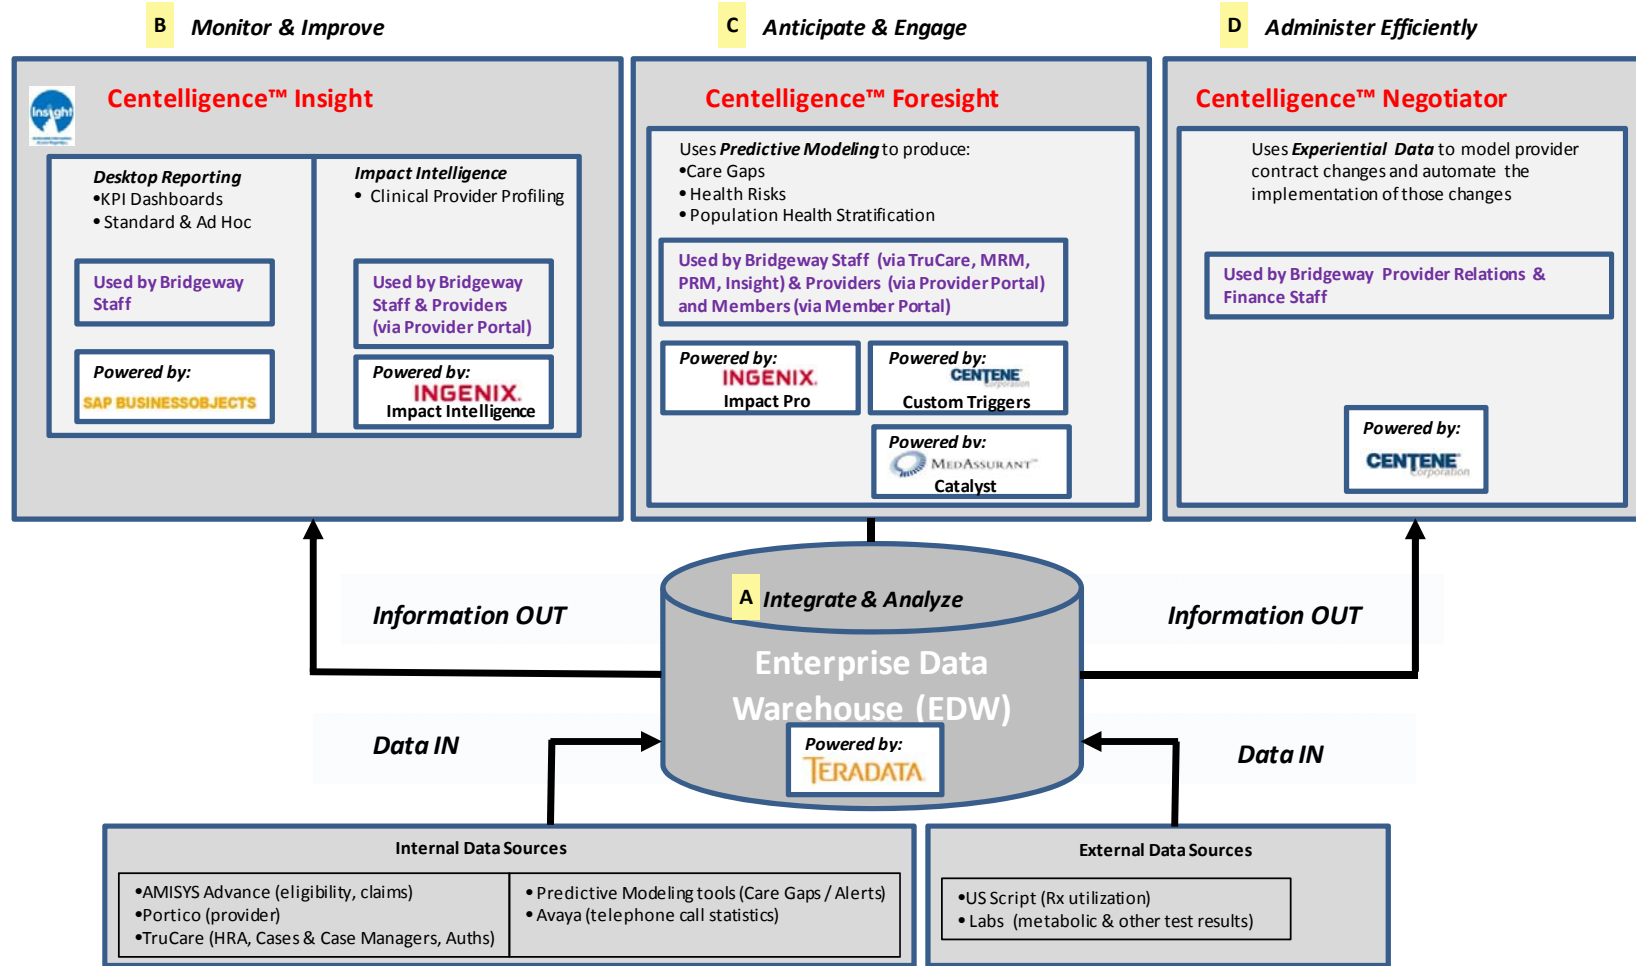 B Monitor & Improve
C Anticipate & Engage
D Administer Efficiently
Insight
Centelligence™ Insight
Desktop Reporting
•KPI Dashboards
• Standard & Ad Hoc
Used by Bridgeway
Staff
Powered by:
SAP BUSINESSOBJECTS
Impact Intelligence
• Clinical Provider Profiling
Used by Bridgeway
Staff & Providers
(via Provider Portal)
Powered by:
INGENIX.
Impact Intelligence
Centelligence™ Foresight
Uses Predictive Modeling to produce:
•Care Gaps
• Health Risks
• Population Health Stratification
Used by Bridgeway Staff (via TruCare, MRM,
PRM, Insight) & Providers (via Provider Portal)
and Members (via Member Portal)
Powered by:
INGENIX.
Impact Pro
Powered by:
CENTENE
Corporation
Custom Triggers
Powered by:
MEDASSURANT™
Catalyst
Centelligence™ Negotiator
Uses Experiential Data to model provider
contract changes and automate the
implementation of those changes
Used by Bridgeway Provider Relations &
Finance Staff
Powered by:
CENTENE
Corporation
Information OUT
A Integrate & Analyze
Information OUT
Enterprise Data
Warehouse (EDW)
Data IN
Powered by:
TERADATA
Data IN
Internal Data Sources
•AMISYS Advance (eligibility, claims)
•Portico (provider)
•TruCare (HRA, Cases & Case Managers, Auths)
• Predictive Modeling tools (Care Gaps / Alerts)
• Avaya (telephone call statistics)
External Data Sources
•US Script (Rx utilization)
• Labs (metabolic & other test results)